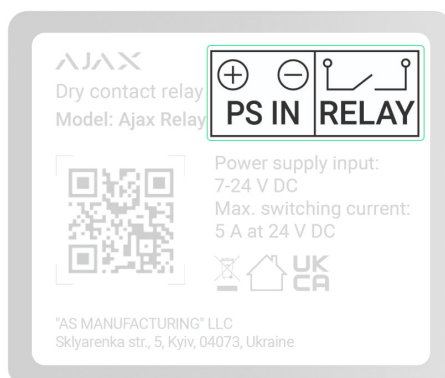 AJAX
Dry contact relay
Model: Ajax Relay
+ −
PS IN RELAY
Power supply input:
7-24 V DC
Max. switching current:
5 A at 24 V DC
UK
CA
"AS MANUFACTURING" LLC
Sklyarenka str., 5, Kyiv, 04073, Ukraine